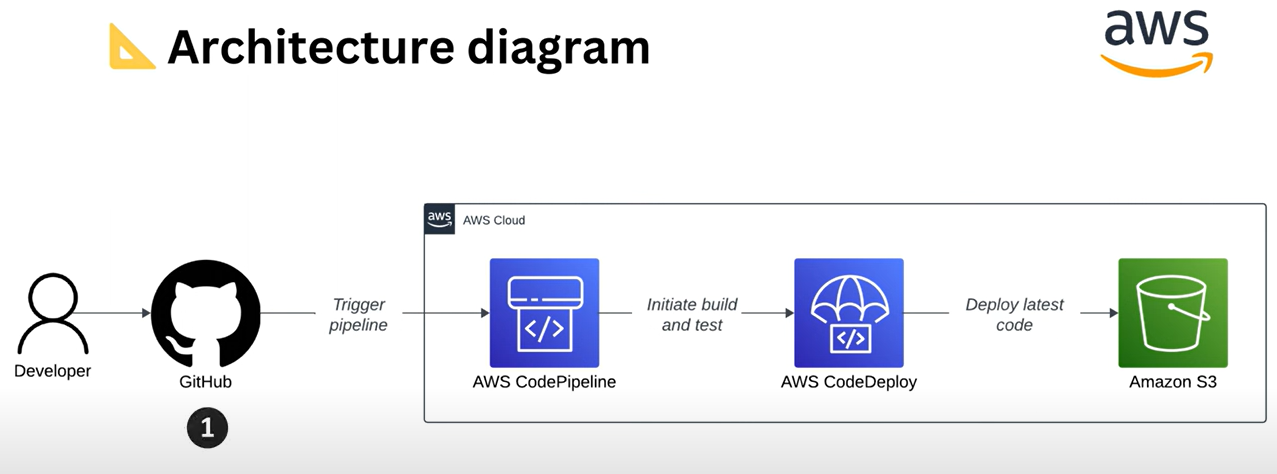 Architecture diagram
aws
aws
AWS Cloud
Trigger
pipeline
Initiate build
and test
Deploy latest
code
</>
</>
Developer
GitHub
AWS CodePipeline
AWS CodeDeploy
Amazon S3
1